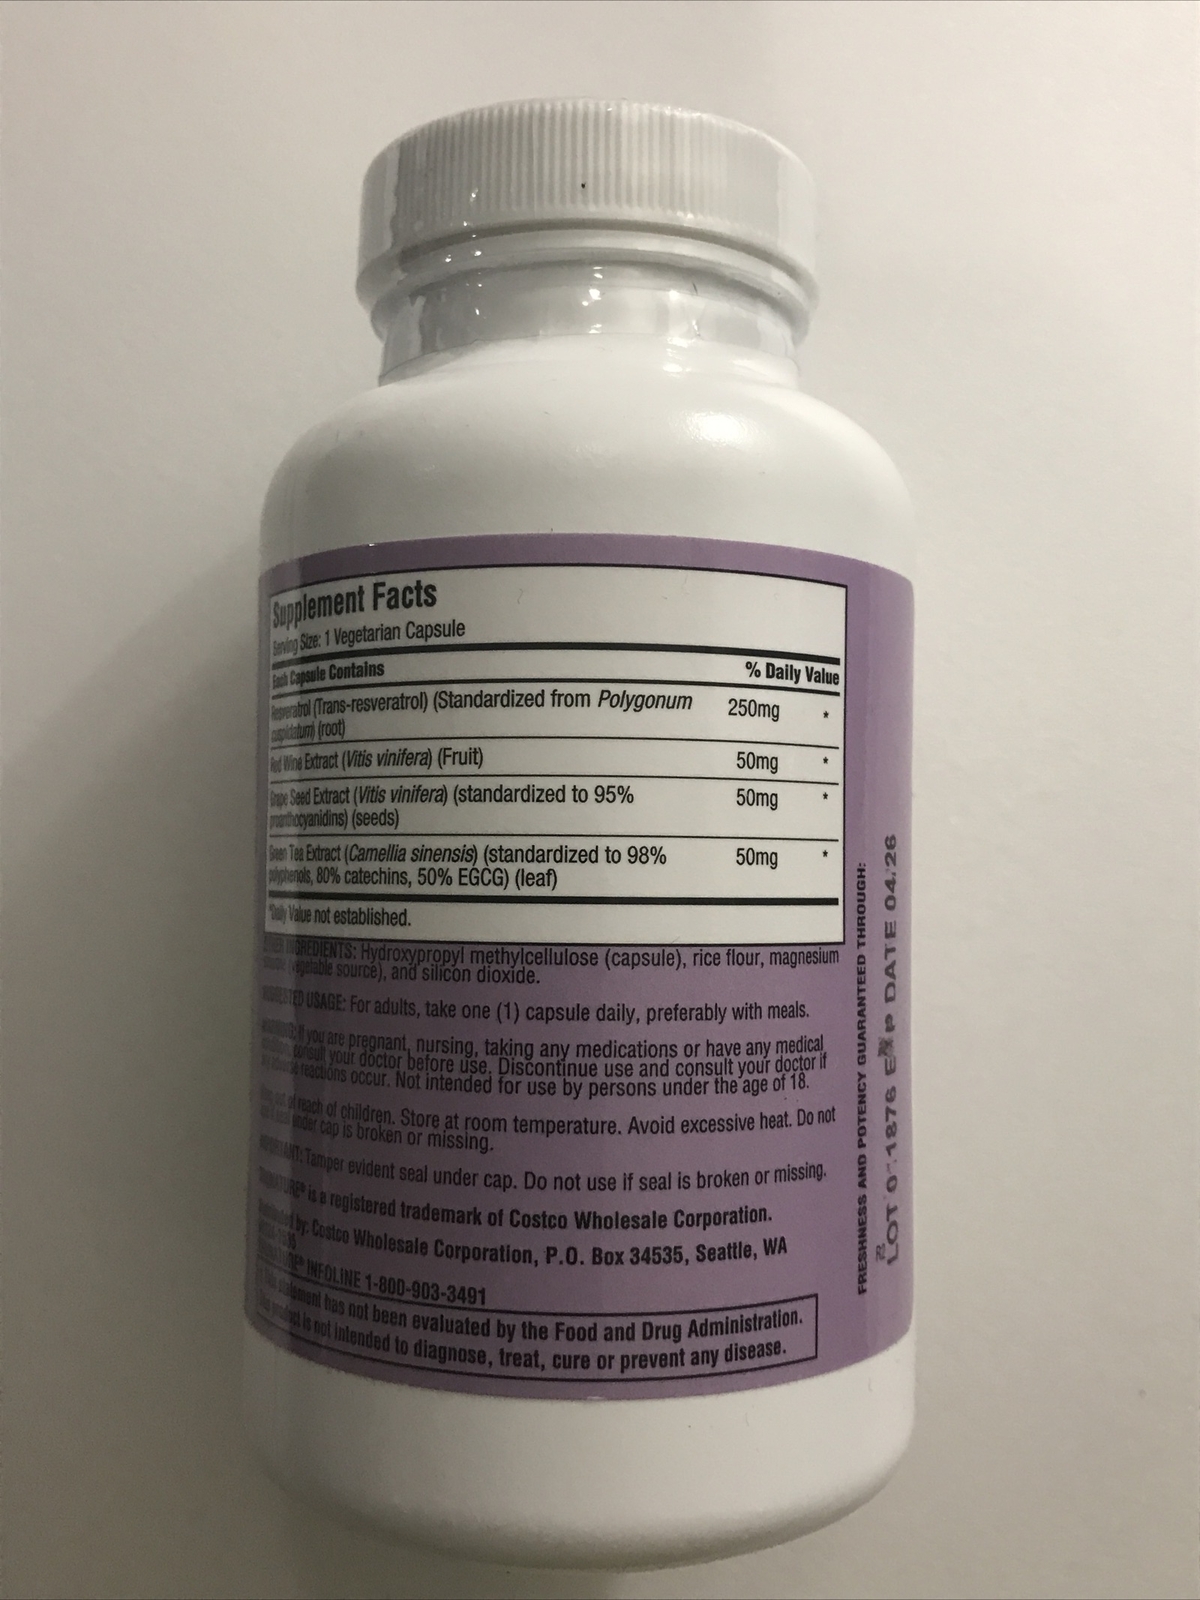 Supplement Facts
Serving Size: 1 Vegetarian Capsule
Each Capsule Contains % Daily Value
Resveratrol (Trans-resveratrol) (Standardized from Polygonum 250mg *
cuspidatum) (root)
Red Wine Extract (Vitis vinifera) (Fruit) 50mg *
Grape Seed Extract (Vitis vinifera) (standardized to 95% 50mg *
proanthocyanidins) (seeds)
Green Tea Extract (Camellia sinensis) (standardized to 98% 50mg *
polyphenols, 80% catechins, 50% EGCG) (leaf)
*Daily Value not established.
INGREDIENTS: Hydroxypropyl methylcellulose (capsule), rice flour, magnesium
(vegetable source), and silicon dioxide.
USAGE: For adults, take one (1) capsule daily, preferably with meals.
If you are pregnant, nursing, taking any medications or have any medical
consult your doctor before use. Discontinue use and consult your doctor if
reactions occur. Not intended for use by persons under the age of 18.
out of reach of children. Store at room temperature. Avoid excessive heat. Do not
under cap is broken or missing.
Tamper evident seal under cap. Do not use if seal is broken or missing.
is a registered trademark of Costco Wholesale Corporation.
by: Costco Wholesale Corporation, P.O. Box 34535, Seattle, WA
INFOLINE 1-800-903-3491
statement has not been evaluated by the Food and Drug Administration.
product is not intended to diagnose, treat, cure or prevent any disease.
FRESHNESS AND POTENCY GUARANTEED THROUGH:
LOT EXP DATE 04/26